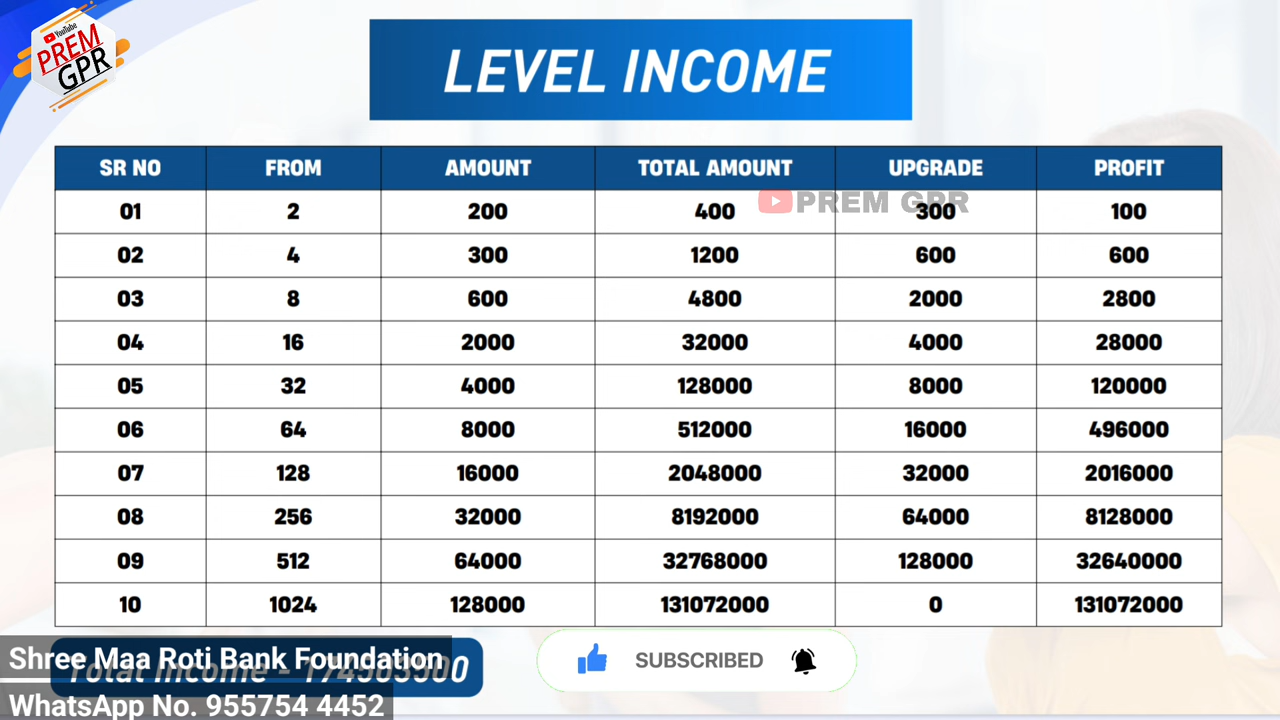 YouTube
PREM
GPR
LEVEL INCOME
SR NO FROM AMOUNT TOTAL AMOUNT UPGRADE PROFIT
PREM GPR
01 2 200 400 300 100
02 4 300 1200 600 600
03 8 600 4800 2000 2800
04 16 2000 32000 4000 28000
05 32 4000 128000 8000 120000
06 64 8000 512000 16000 496000
07 128 16000 2048000 32000 2016000
08 256 32000 8192000 64000 8128000
09 512 64000 32768000 128000 32640000
10 1024 128000 131072000 0 131072000
Shree Maa Roti Bank Foundation
Total Income -
WhatsApp No. 955754 4452
SUBSCRIBED